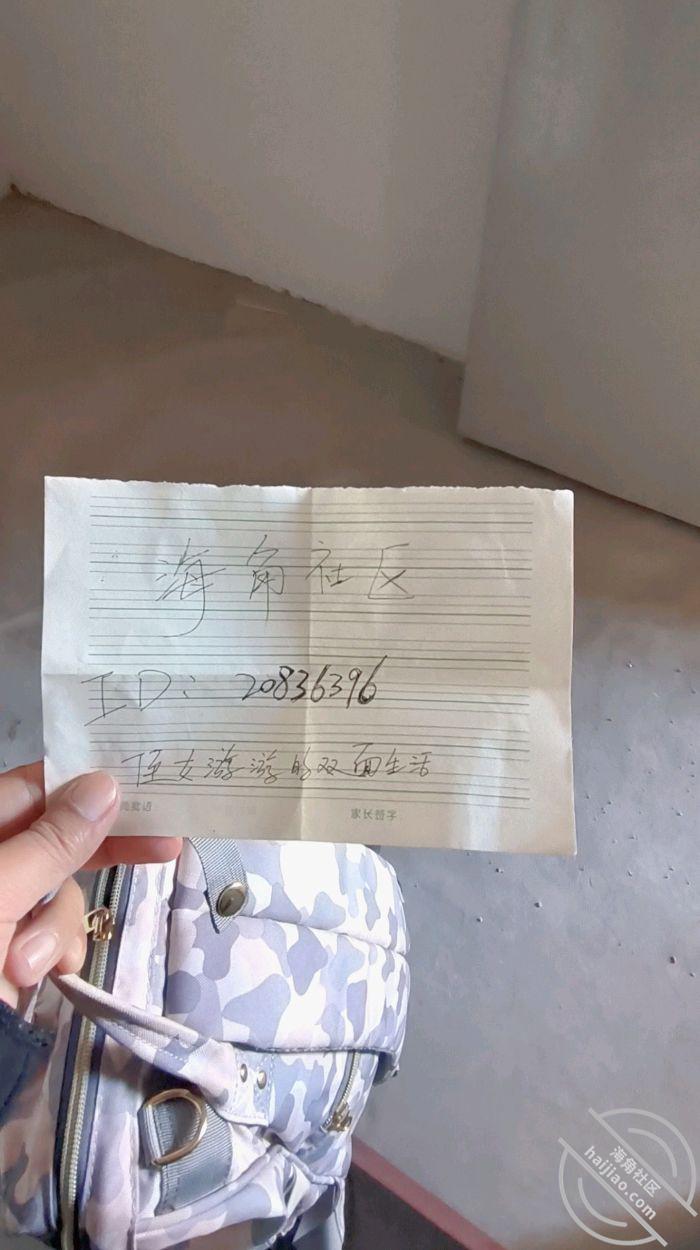 海角社区
ID: 20836396
侄女游游的双面生活
家长签字
海角社区
haijiao.com